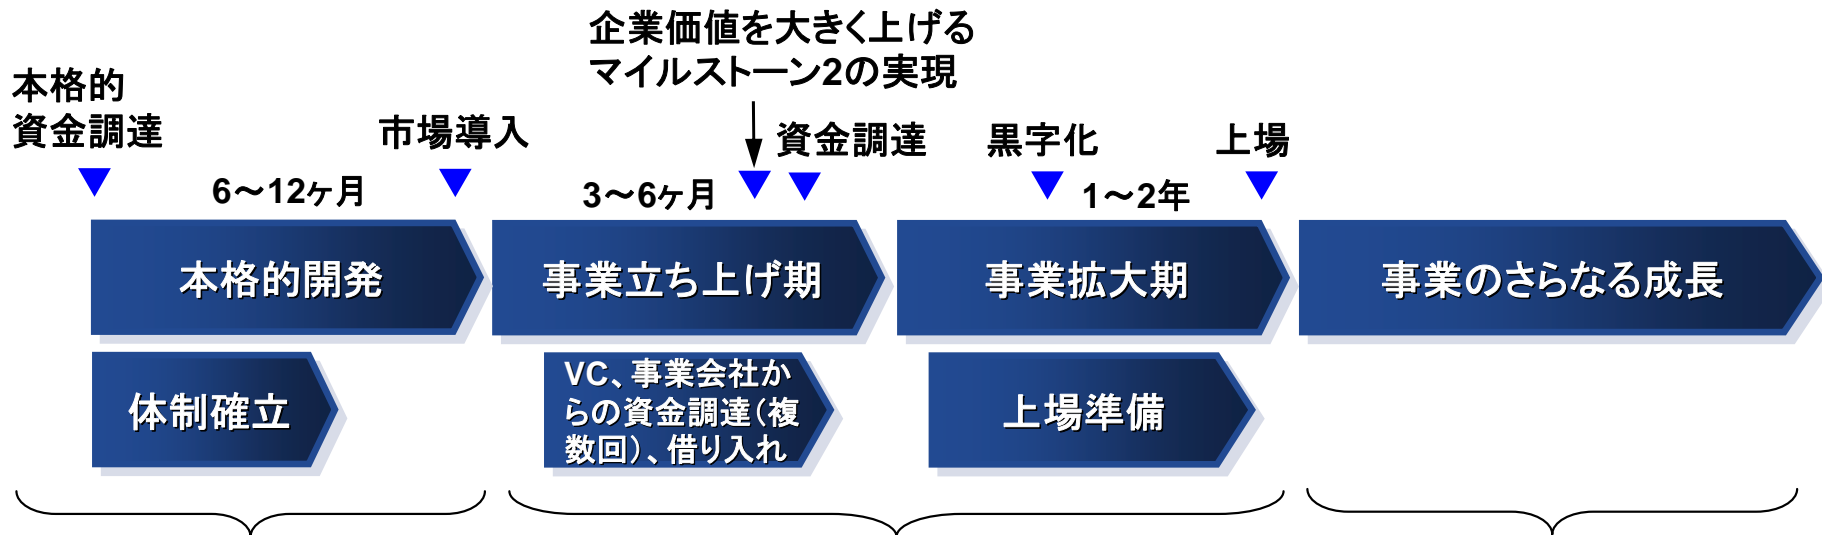 企業価値を大きく上げる
マイルストーン2の実現
本格的
資金調達
市場導入
資金調達
黒字化
上場
6～12ヶ月
3～6ヶ月
1～2年
本格的開発
事業立ち上げ期
事業拡大期
事業のさらなる成長
体制確立
VC、事業会社か
らの資金調達（複
数回）、借り入れ
上場準備